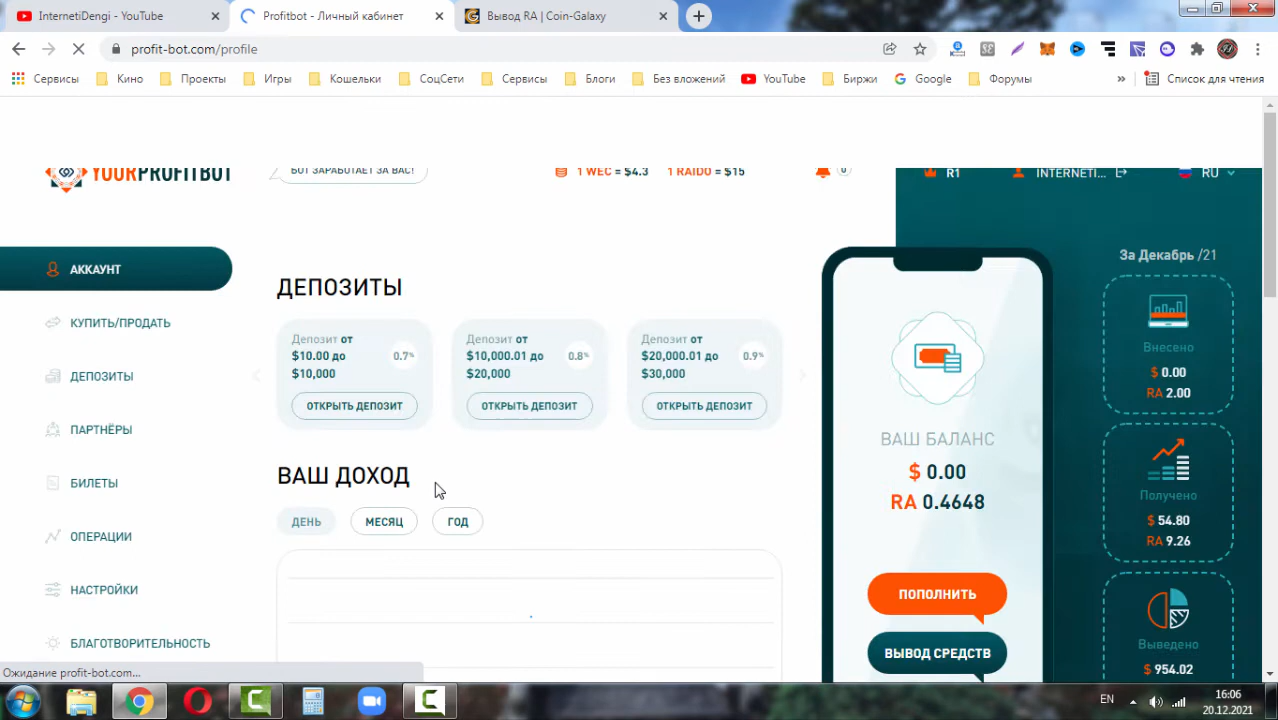 InternetiDengi - YouTube
Profitbot - Личный кабинет
Вывод RA | Coin-Galaxy
profit-bot.com/profile
Сервисы
Кино
Проекты
Игры
Кошельки
СоцСети
Сервисы
Блоги
Без вложений
YouTube
Биржи
Google
Форумы
»
Список для чтения
YOURPROFITBOT
БОТ ЗАРАБОТАЕТ ЗА ВАС!
1 WEC = $4.3
1 RAIDO = $15
0
R1
INTERNETI...
RU
АККАУНТ
КУПИТЬ/ПРОДАТЬ
ДЕПОЗИТЫ
ПАРТНЁРЫ
БИЛЕТЫ
ОПЕРАЦИИ
НАСТРОЙКИ
БЛАГОТВОРИТЕЛЬНОСТЬ
ДЕПОЗИТЫ
Депозит от
$10.00 до
$10,000
0.7%
ОТКРЫТЬ ДЕПОЗИТ
Депозит от
$10,000.01 до
$20,000
0.8%
ОТКРЫТЬ ДЕПОЗИТ
Депозит от
$20,000.01 до
$30,000
0.9%
ОТКРЫТЬ ДЕПОЗИТ
ВАШ ДОХОД
ДЕНЬ
МЕСЯЦ
ГОД
ВАШ БАЛАНС
$ 0.00
RA 0.4648
ПОПОЛНИТЬ
ВЫВОД СРЕДСТВ
За Декабрь /21
Внесено
$ 0.00
RA 2.00
Получено
$ 54.80
RA 9.26
Выведено
$ 954.02
Ожидание profit-bot.com...
EN
16:06
20.12.2021